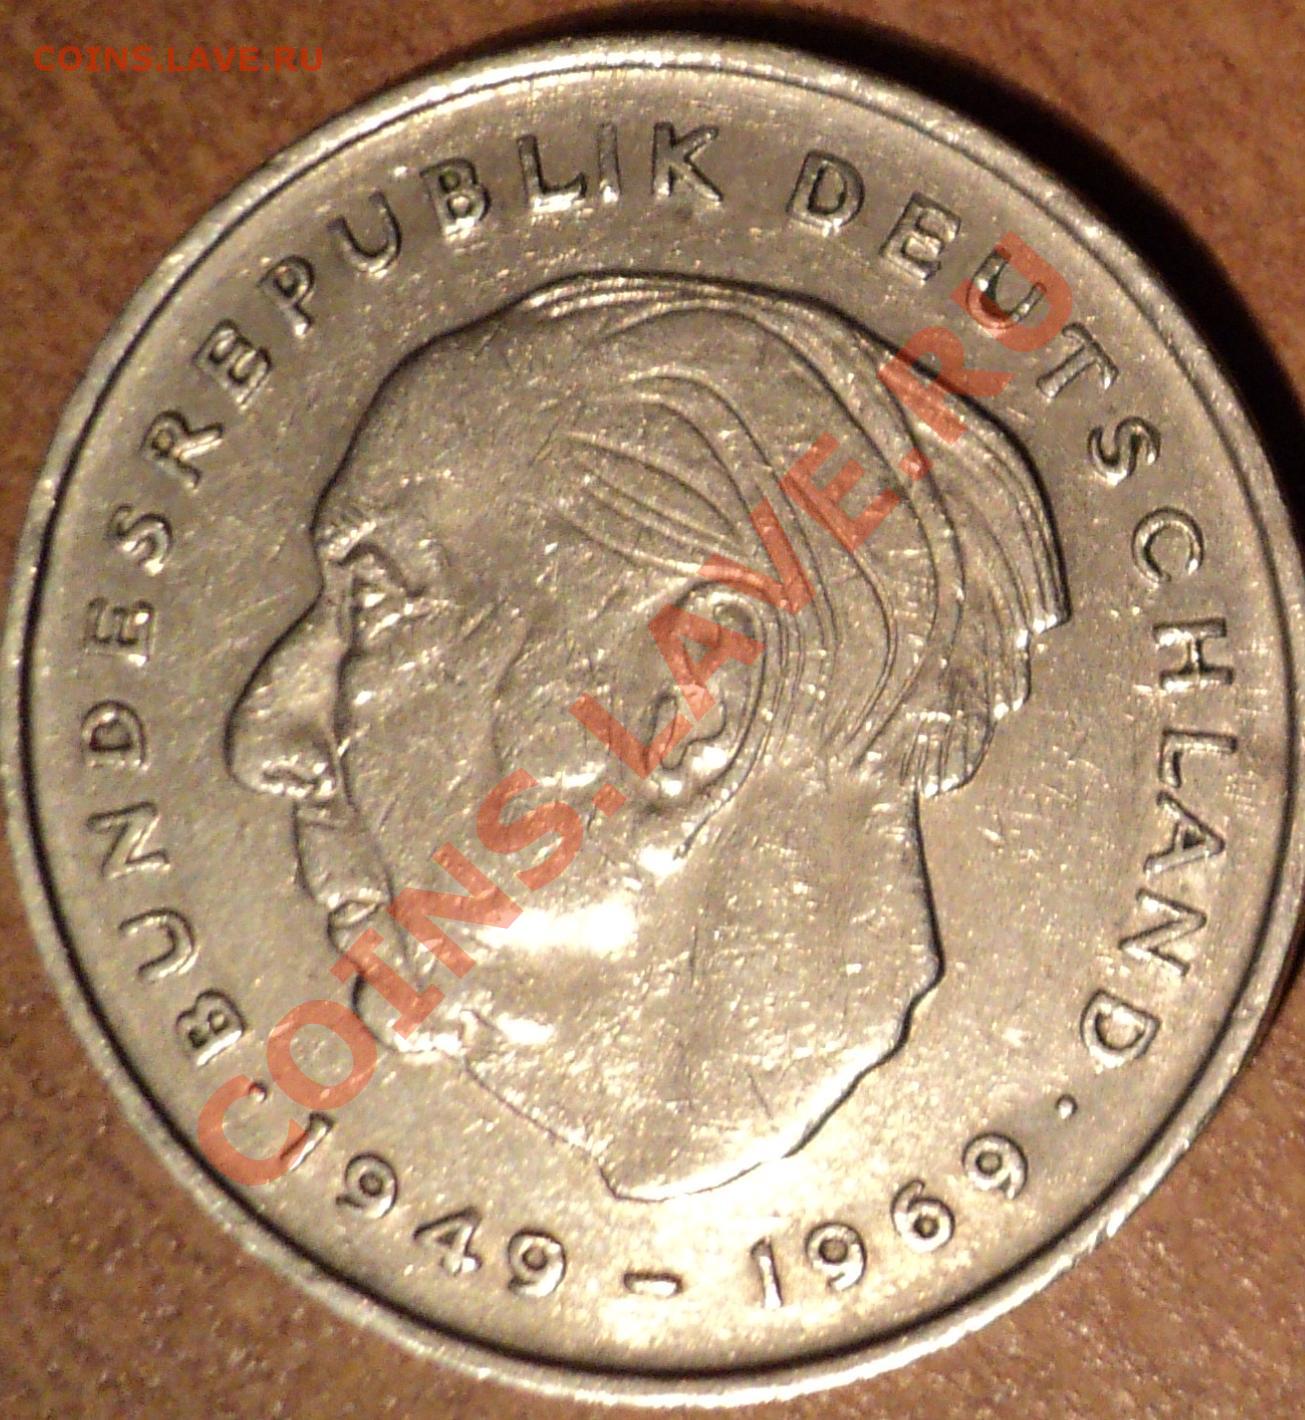 COINS.LAVE.RU
· BUNDESREPUBLIK DEUTSCHLAND ·
1949 – 1969
COINS.LAVE.RU